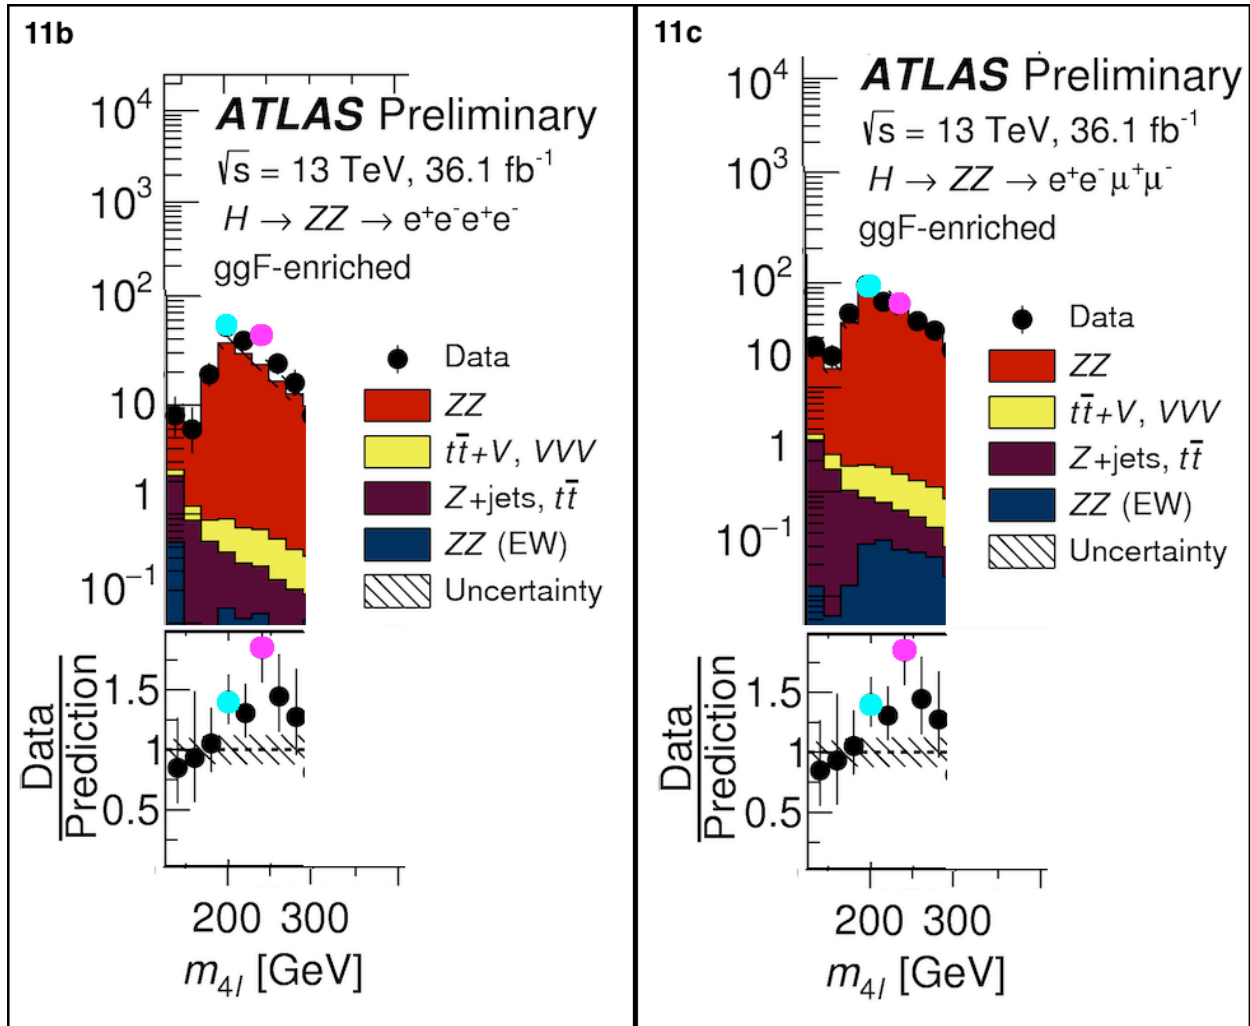 11b
10⁴
ATLAS Preliminary
√s = 13 TeV, 36.1 fb⁻¹
10³
H → ZZ → e⁺e⁻e⁺e⁻
ggF-enriched
10²
Data
10
ZZ
tt̄+V, VVV
1
Z+jets, tt̄
ZZ (EW)
10⁻¹
Uncertainty
Data
Prediction
1.5
1
0.5
200 300
m₄ₗ [GeV]
11c
10⁴
ATLAS Preliminary
√s = 13 TeV, 36.1 fb⁻¹
10³
H → ZZ → e⁺e⁻μ⁺μ⁻
ggF-enriched
10²
Data
10
ZZ
tt̄+V, VVV
1
Z+jets, tt̄
ZZ (EW)
10⁻¹
Uncertainty
Data
Prediction
1.5
1
0.5
200 300
m₄ₗ [GeV]